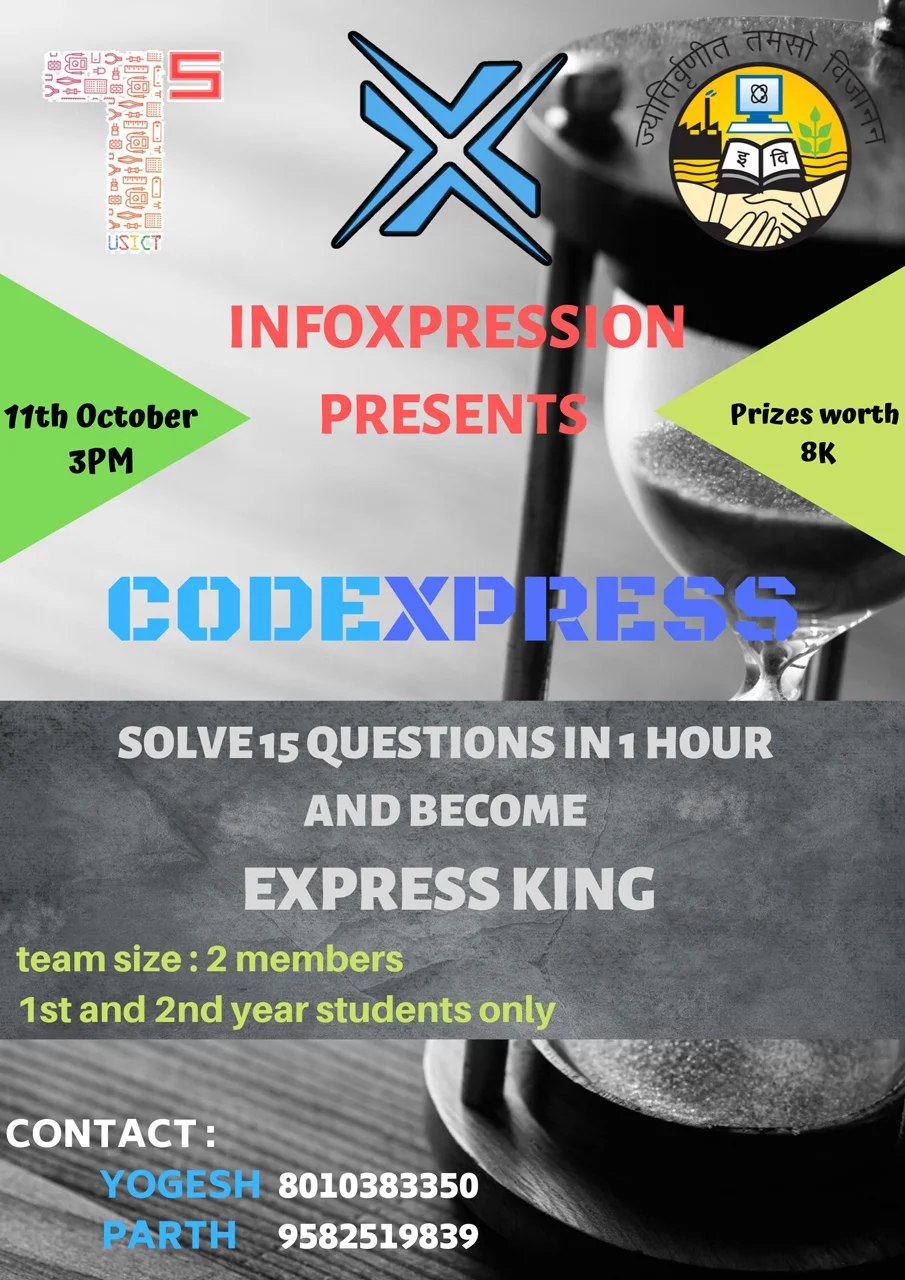 T5
USICT
X
ज्योतिर्वृणीत तमसो विजानन
इ वि
INFOXPRESSION
PRESENTS
11th October
3PM
Prizes worth
8K
CODEXPRESS
SOLVE 15 QUESTIONS IN 1 HOUR
AND BECOME
EXPRESS KING
team size : 2 members
1st and 2nd year students only
CONTACT :
YOGESH 8010383350
PARTH 9582519839